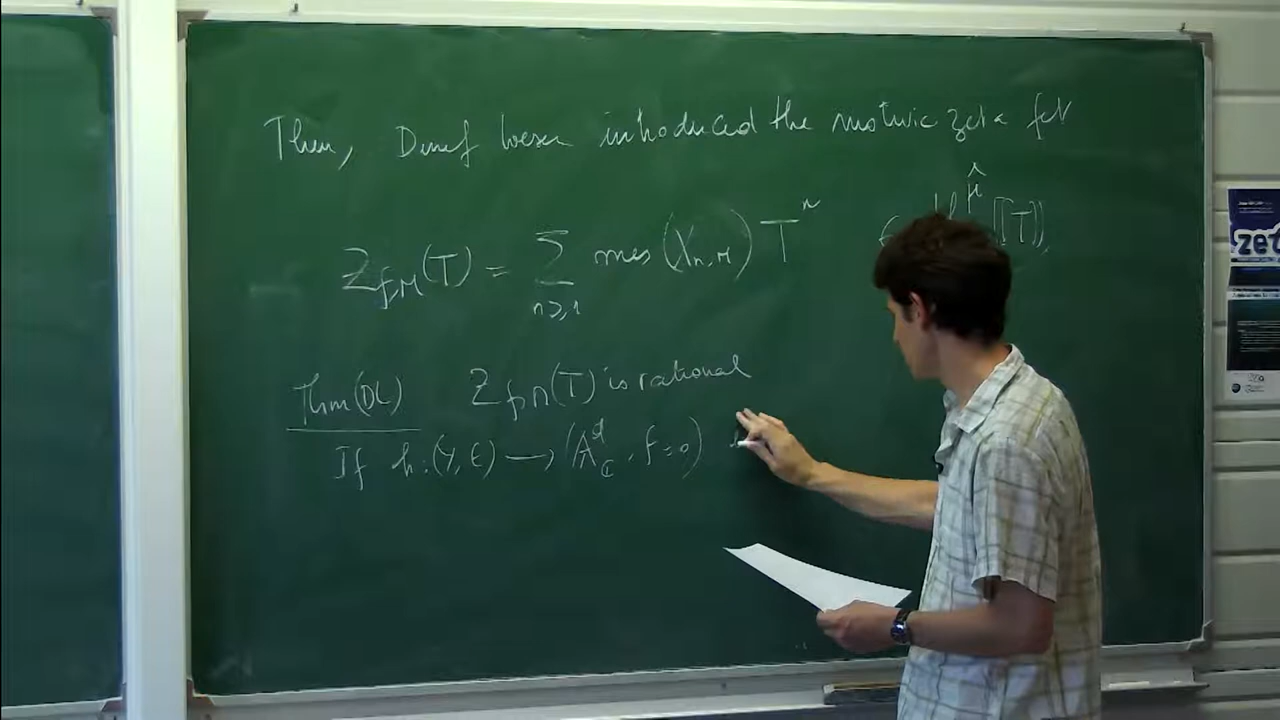 Then, Denef Loeser introduced the motivic zeta fct
Z_{f,M}(T) = Σ_{n≥1} mes(X_{n,M}) T^n ∈ M^{μ̂}[[T]],
Thm (DL) Z_{f,M}(T) is rational
If h: (Y, E) → (A^d_C, f=0)
zet